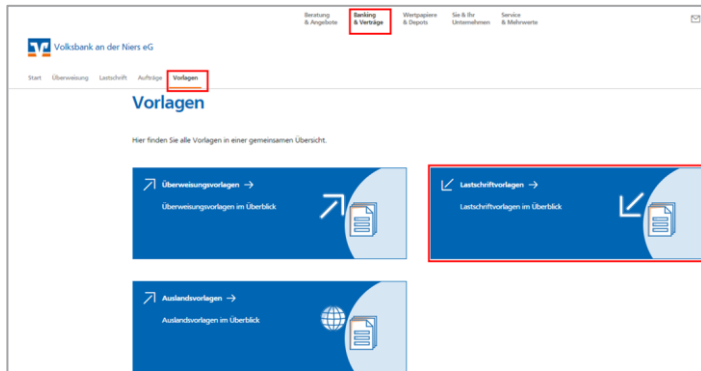 Beratung & Angebote
Banking & Verträge
Wertpapiere & Depots
Sie & Ihr Unternehmen
Service & Mehrwerte
Volksbank an der Niers eG
Start Überweisung Lastschrift Aufträge Vorlagen
Vorlagen
Hier finden Sie alle Vorlagen in einer gemeinsamen Übersicht.
Überweisungsvorlagen →
Überweisungsvorlagen im Überblick
Lastschriftvorlagen →
Lastschriftvorlagen im Überblick
Auslandsvorlagen →
Auslandsvorlagen im Überblick